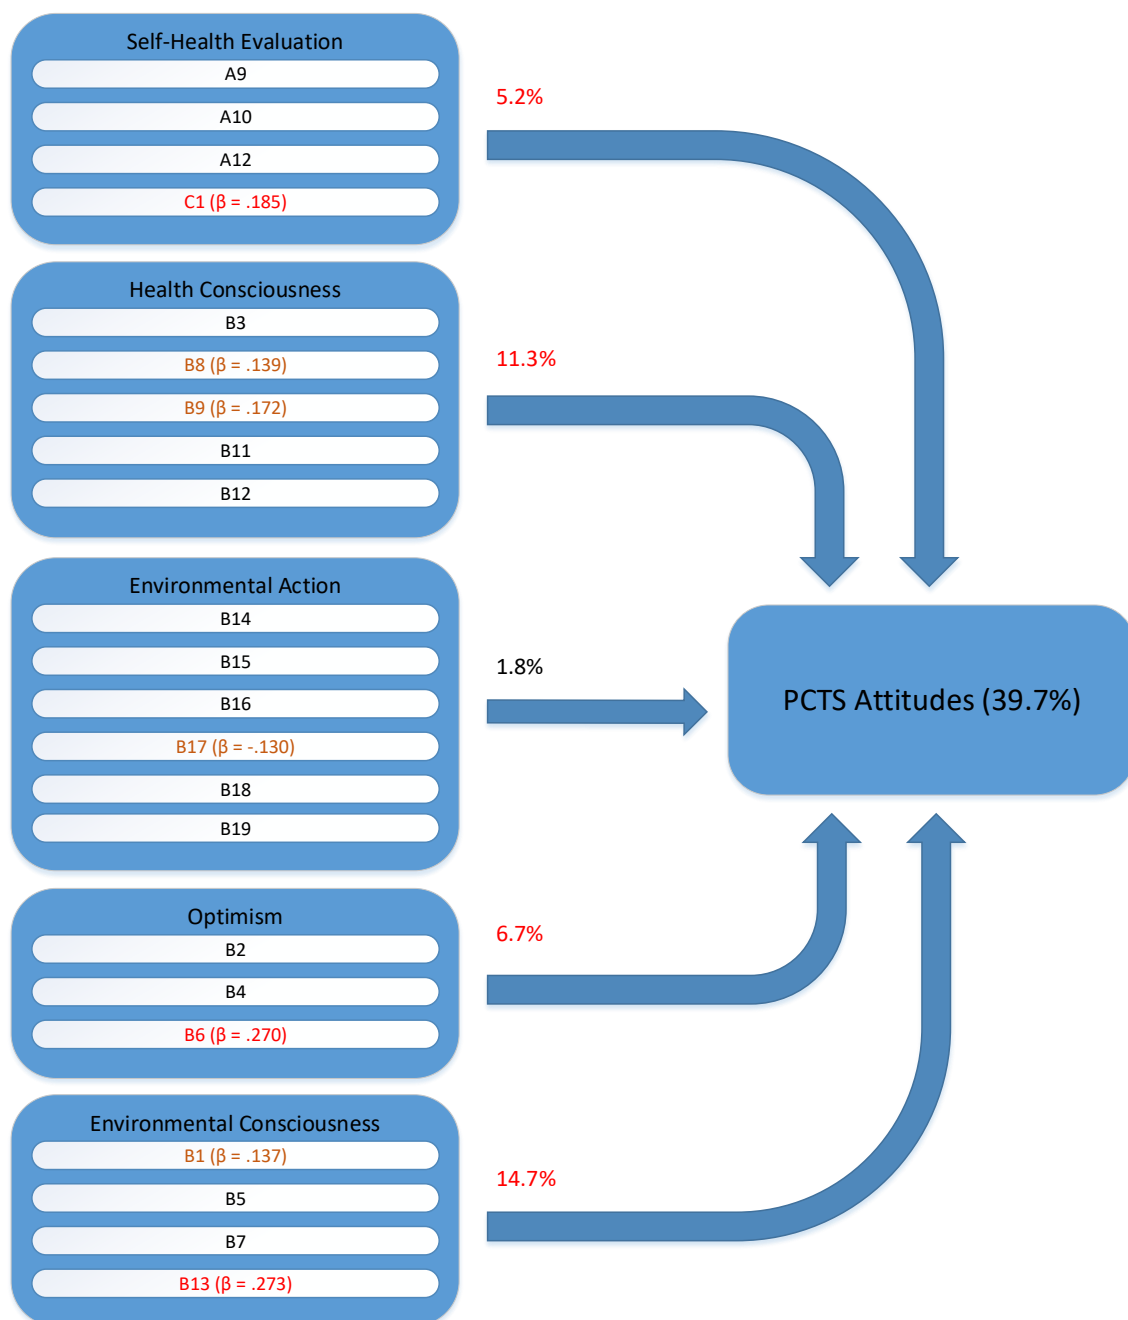 Self-Health Evaluation
A9
A10
A12
C1 (β = .185)
5.2%
Health Consciousness
B3
B8 (β = .139)
B9 (β = .172)
B11
B12
11.3%
Environmental Action
B14
B15
B16
B17 (β = -.130)
B18
B19
1.8%
PCTS Attitudes (39.7%)
Optimism
B2
B4
B6 (β = .270)
6.7%
Environmental Consciousness
B1 (β = .137)
B5
B7
B13 (β = .273)
14.7%